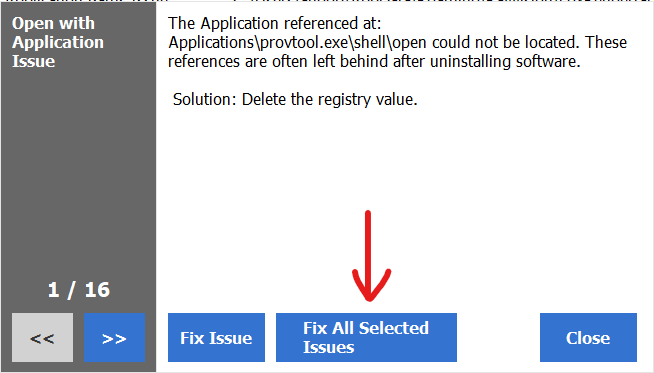 Open with
Application
Issue
The Application referenced at:
Applications\provtool.exe\shell\open could not be located. These
references are often left behind after uninstalling software.
Solution: Delete the registry value.
1 / 16
<<
>>
Fix Issue
Fix All Selected
Issues
Close